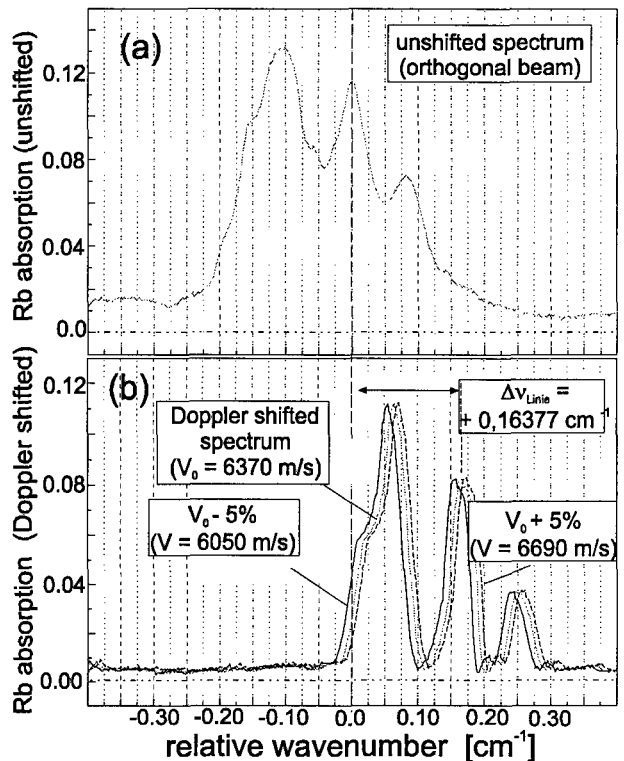 (a)
unshifted spectrum
(orthogonal beam)
Rb absorption (unshifted)
0.12
0.08
0.04
0.0
(b)
Doppler shifted
spectrum
(V₀ = 6370 m/s)
Δν Linie =
+ 0,16377 cm⁻¹
V₀ - 5%
(V = 6050 m/s)
V₀ + 5%
(V = 6690 m/s)
Rb absorption (Doppler shifted)
0.12
0.08
0.04
0.00
-0.30 -0.20 -0.10 0.0 0.10 0.20 0.30
relative wavenumber [cm⁻¹]